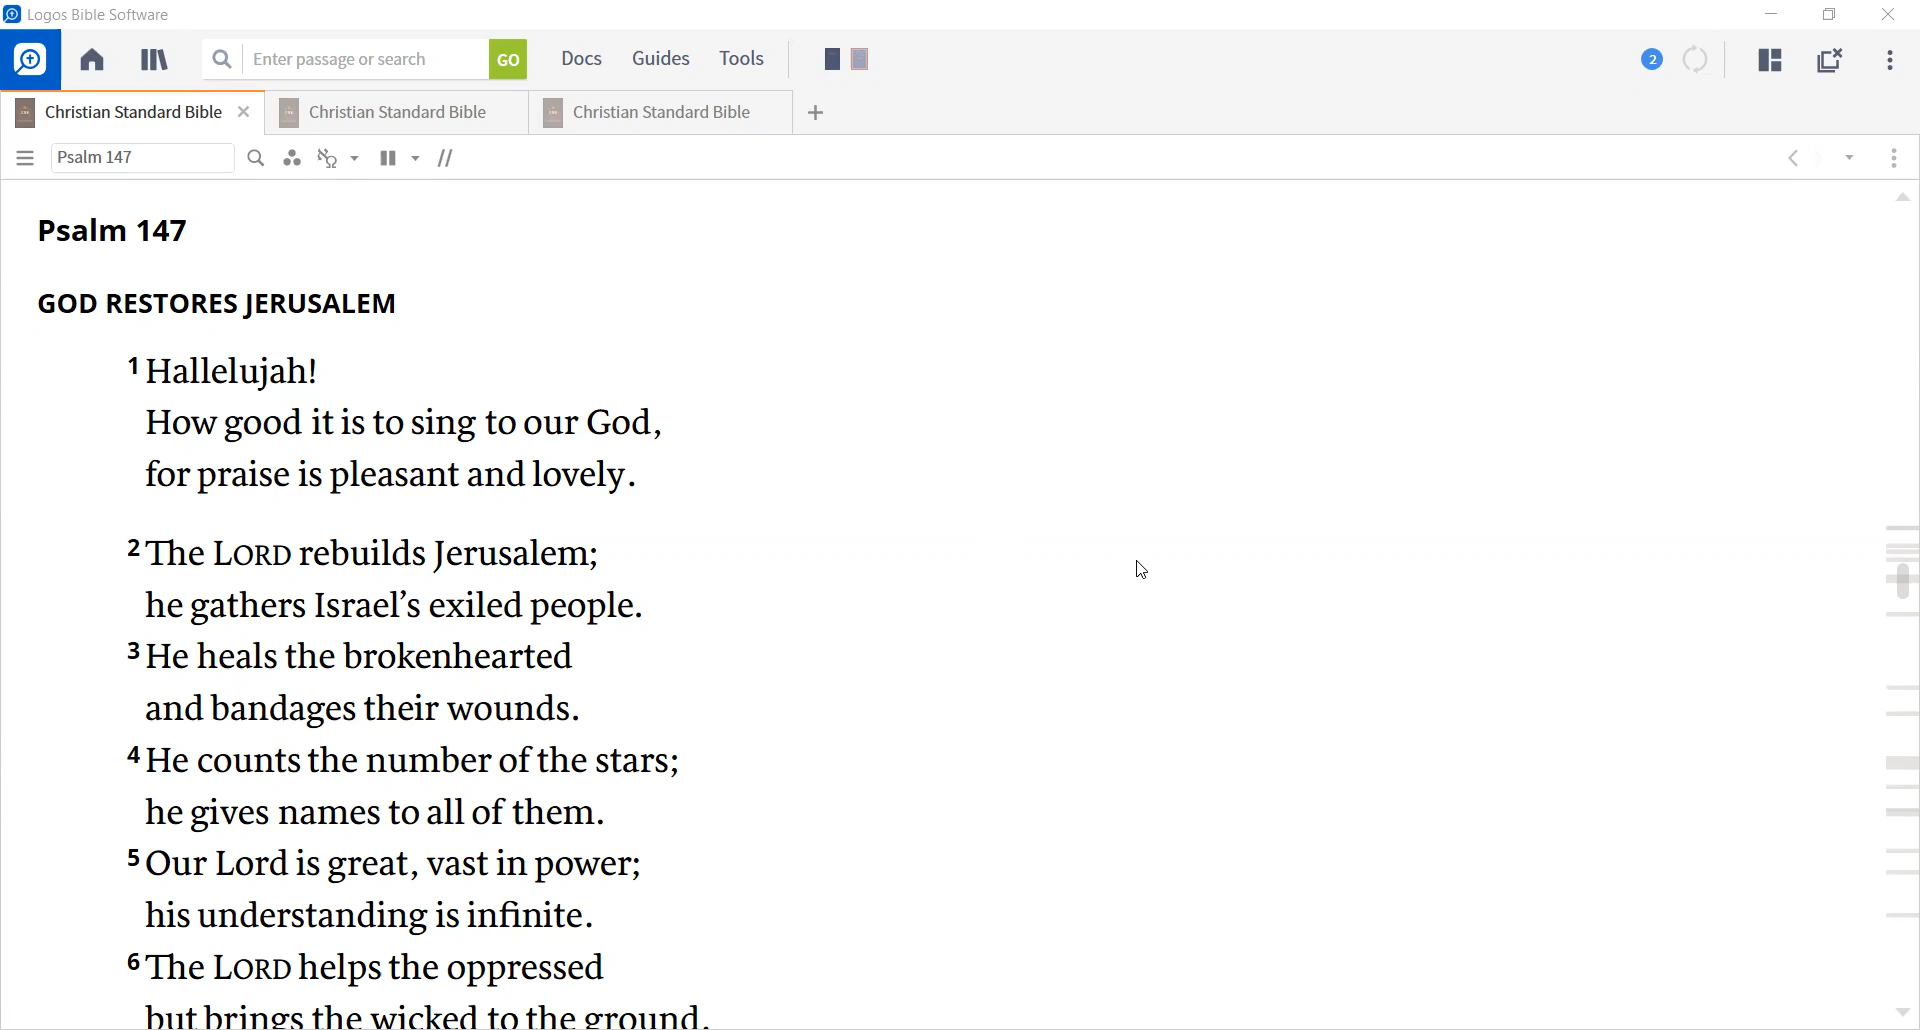 Logos Bible Software
Enter passage or search GO Docs Guides Tools 2
Christian Standard Bible Christian Standard Bible Christian Standard Bible
Psalm 147
Psalm 147
GOD RESTORES JERUSALEM
1 Hallelujah!
How good it is to sing to our God,
for praise is pleasant and lovely.
2 The LORD rebuilds Jerusalem;
he gathers Israel’s exiled people.
3 He heals the brokenhearted
and bandages their wounds.
4 He counts the number of the stars;
he gives names to all of them.
5 Our Lord is great, vast in power;
his understanding is infinite.
6 The LORD helps the oppressed
but brings the wicked to the ground.